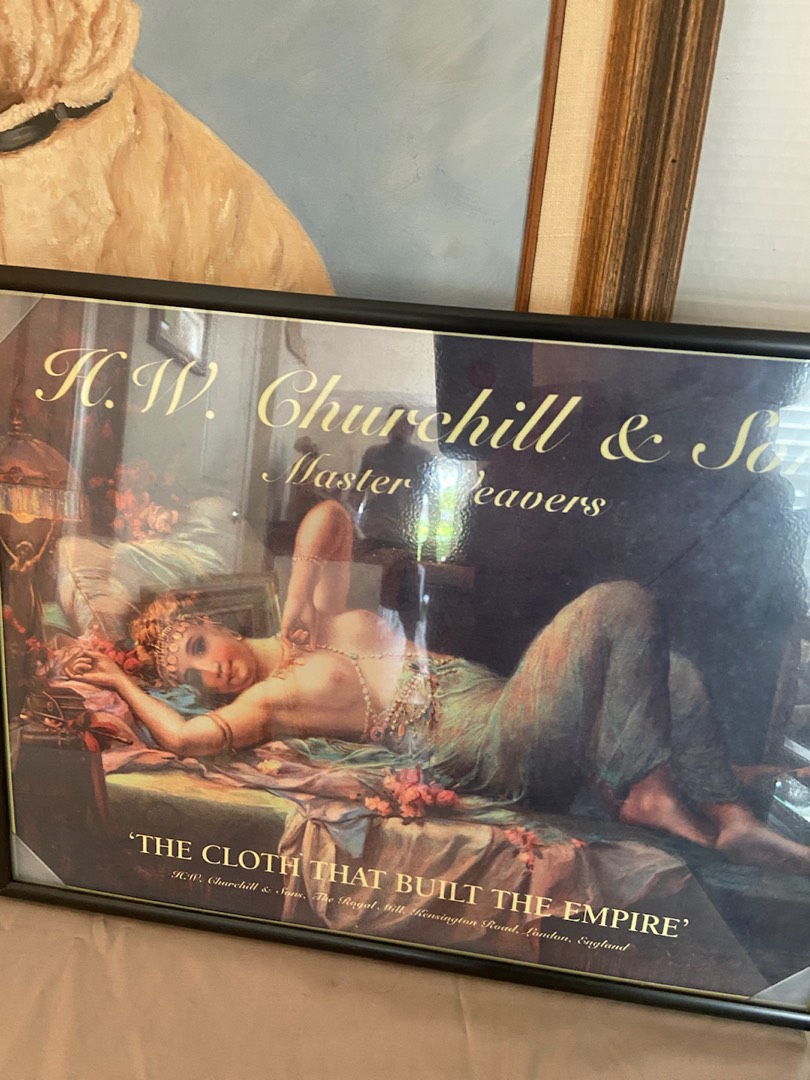 H.W. Churchill & So
Master Weavers
‘THE CLOTH THAT BUILT THE EMPIRE’
H.W. Churchill & Sons, The Royal Mill, Kensington Road, London, England